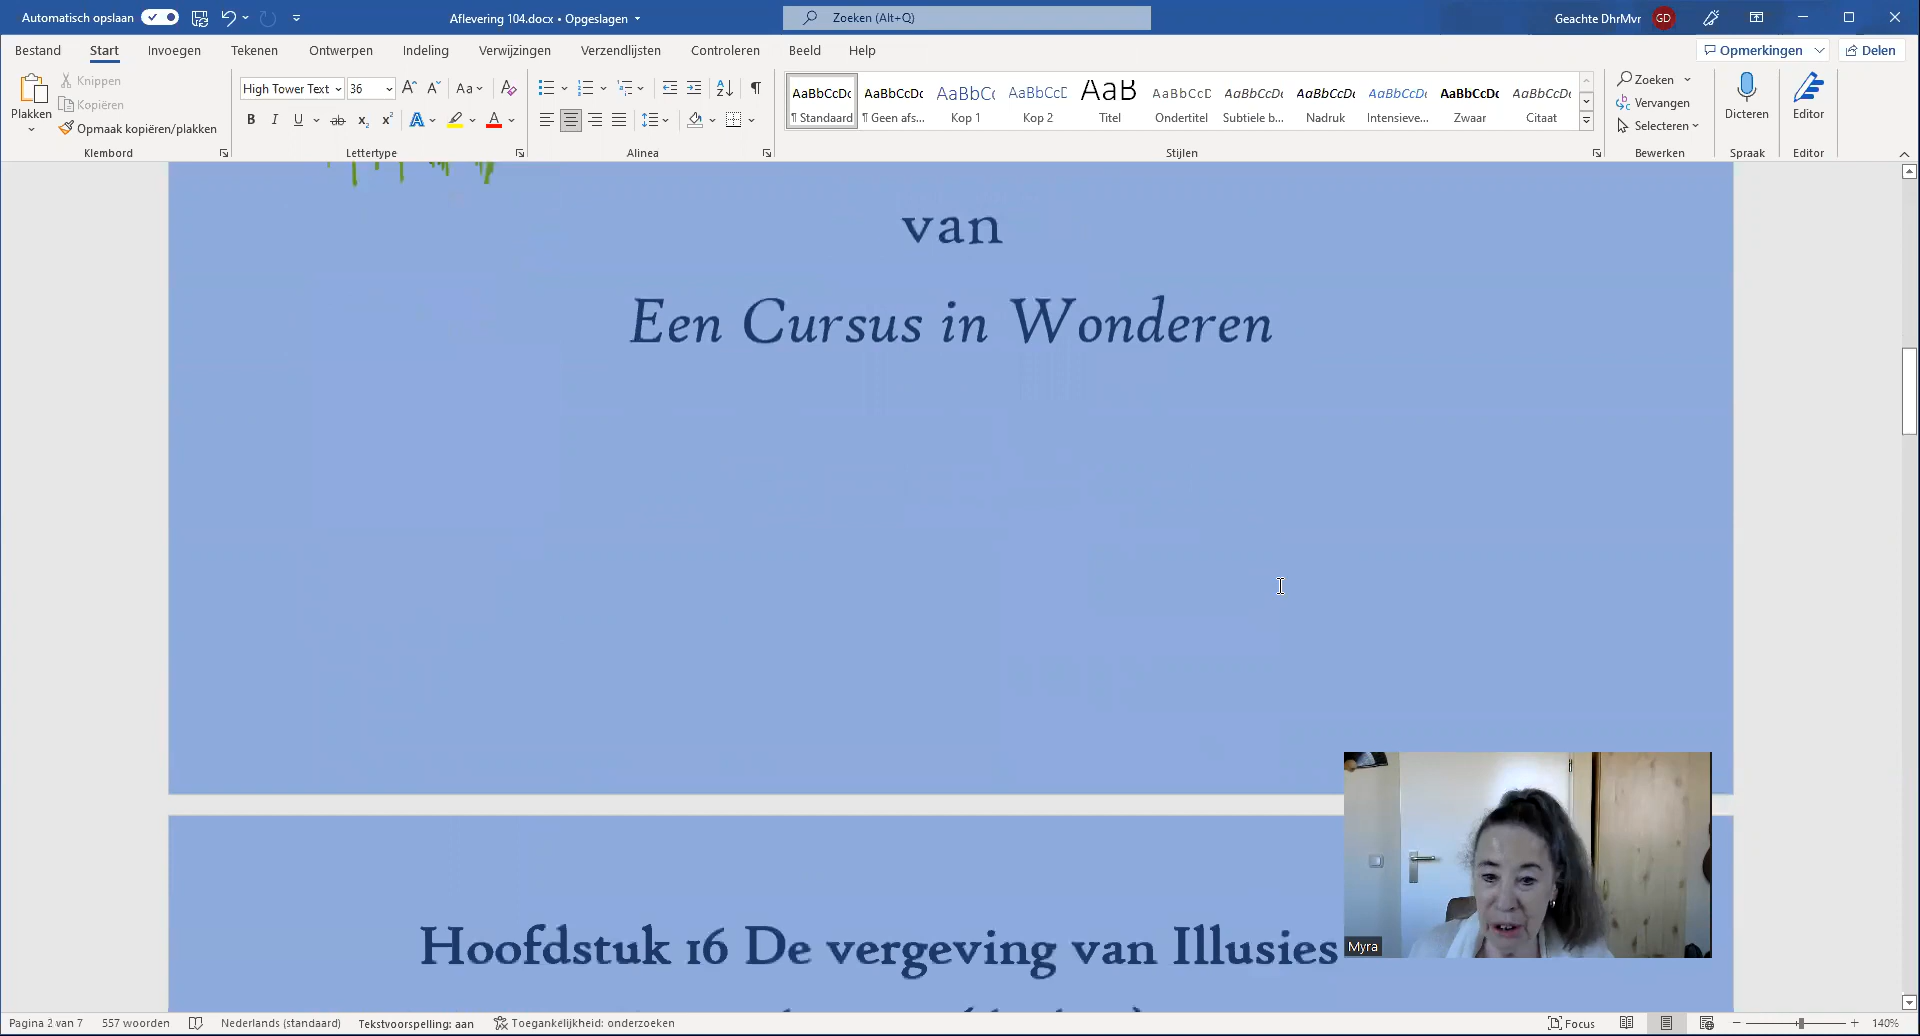 Automatisch opslaan
Aflevering 104.docx • Opgeslagen
Zoeken (Alt+Q)
Geachte DhrMvr
GD
Bestand
Start
Invoegen
Tekenen
Ontwerpen
Indeling
Verwijzingen
Verzendlijsten
Controleren
Beeld
Help
Opmerkingen
Delen
Plakken
Knippen
Kopiëren
Opmaak kopiëren/plakken
Klembord
High Tower Text
36
Lettertype
Alinea
AaBbCcDc
¶ Standaard
AaBbCcDc
¶ Geen afs...
AaBbCc
Kop 1
AaBbCcD
Kop 2
AaB
Titel
AaBbCcD
Ondertitel
AaBbCcDc
Subtiele b...
AaBbCcDc
Nadruk
AaBbCcDc
Intensieve...
AaBbCcDc
Zwaar
AaBbCcDc
Citaat
Stijlen
Zoeken
Vervangen
Selecteren
Bewerken
Dicteren
Spraak
Editor
Editor
van
Een Cursus in Wonderen
Hoofdstuk 16 De vergeving van Illusies
Myra
Pagina 2 van 7
557 woorden
Nederlands (standaard)
Tekstvoorspelling: aan
Toegankelijkheid: onderzoeken
Focus
140%